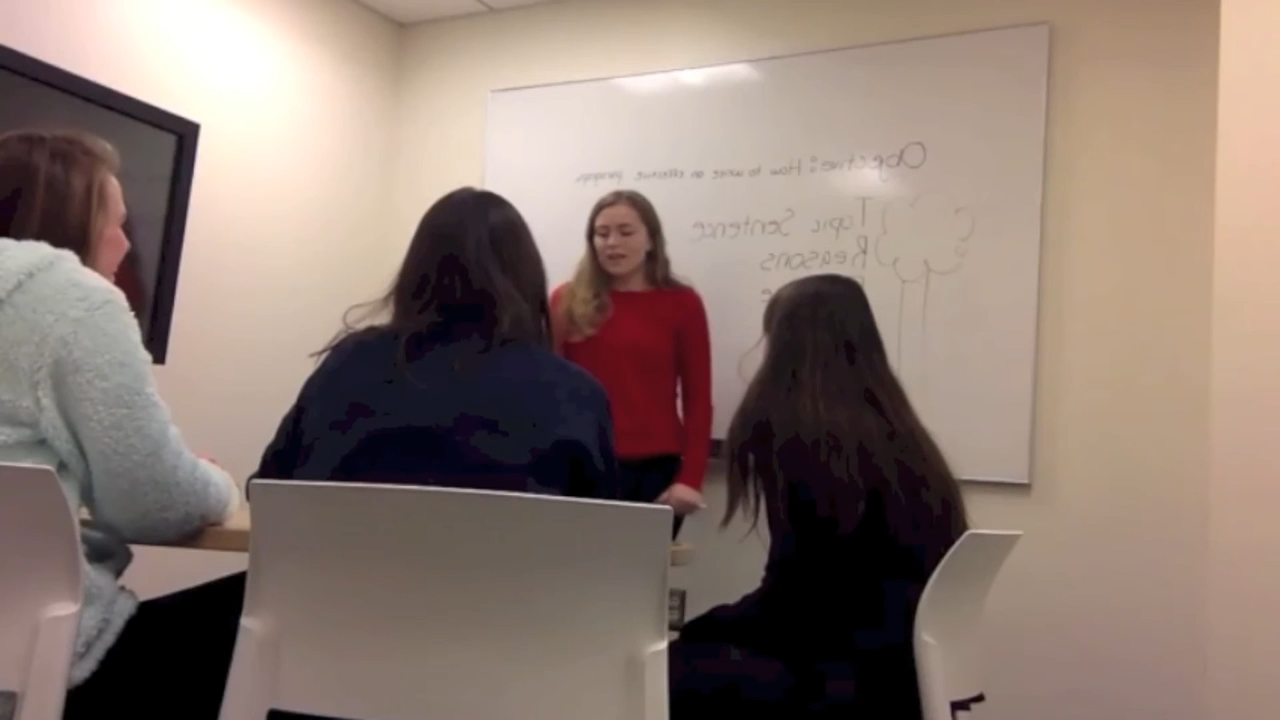 Objective: How to write an effective paragraph
Topic Sentence
Reasons